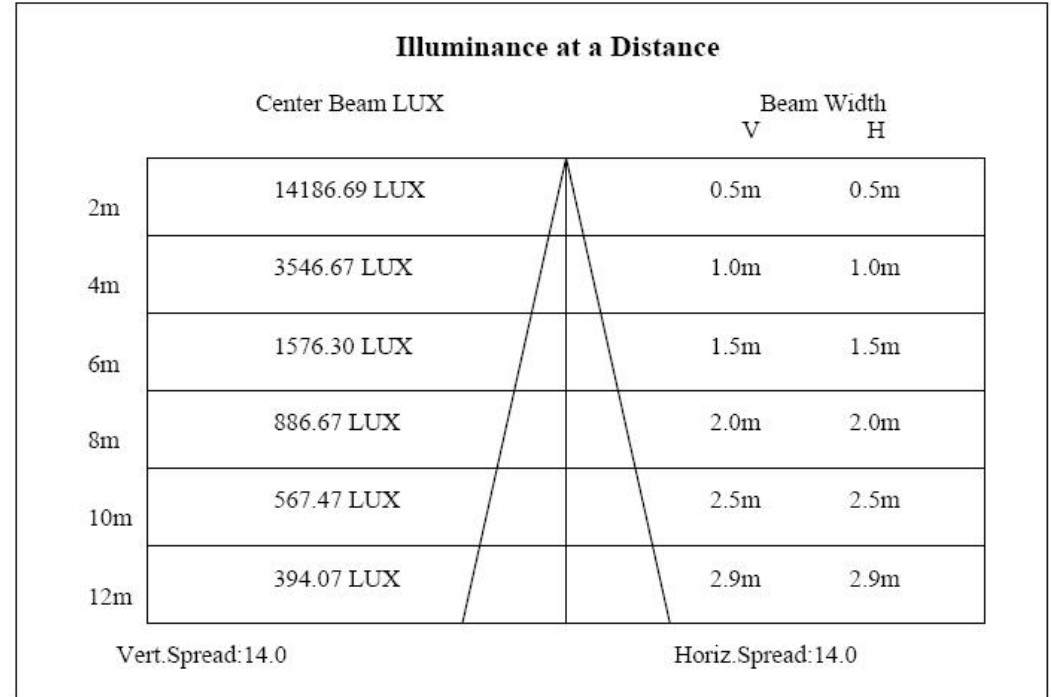 Illuminance at a Distance
Center Beam LUX Beam Width
V H
2m 14186.69 LUX 0.5m 0.5m
4m 3546.67 LUX 1.0m 1.0m
6m 1576.30 LUX 1.5m 1.5m
8m 886.67 LUX 2.0m 2.0m
10m 567.47 LUX 2.5m 2.5m
12m 394.07 LUX 2.9m 2.9m
Vert.Spread:14.0 Horiz.Spread:14.0